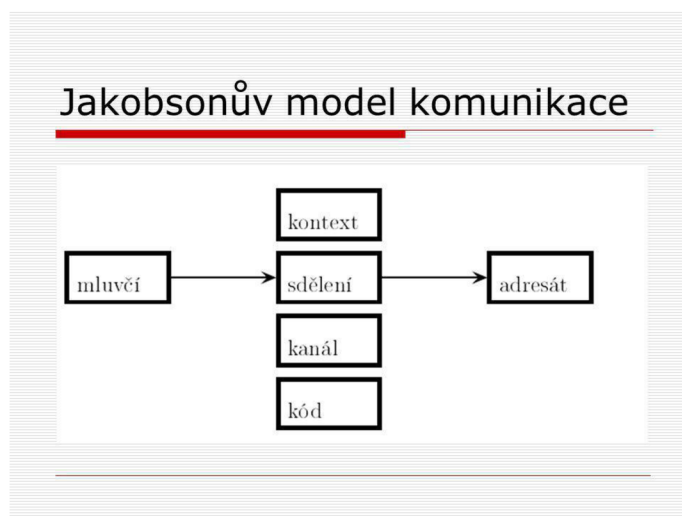 Jakobsonův model komunikace
kontext
mluvčí
sdělení
adresát
kanál
kód